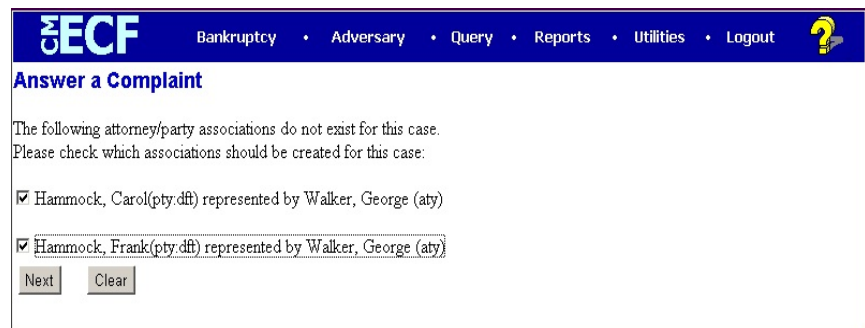 CM ECF Bankruptcy • Adversary • Query • Reports • Utilities • Logout ?
Answer a Complaint
The following attorney/party associations do not exist for this case.
Please check which associations should be created for this case:
Hammock, Carol(pty:dft) represented by Walker, George (aty)
Hammock, Frank(pty:dft) represented by Walker, George (aty)
Next Clear